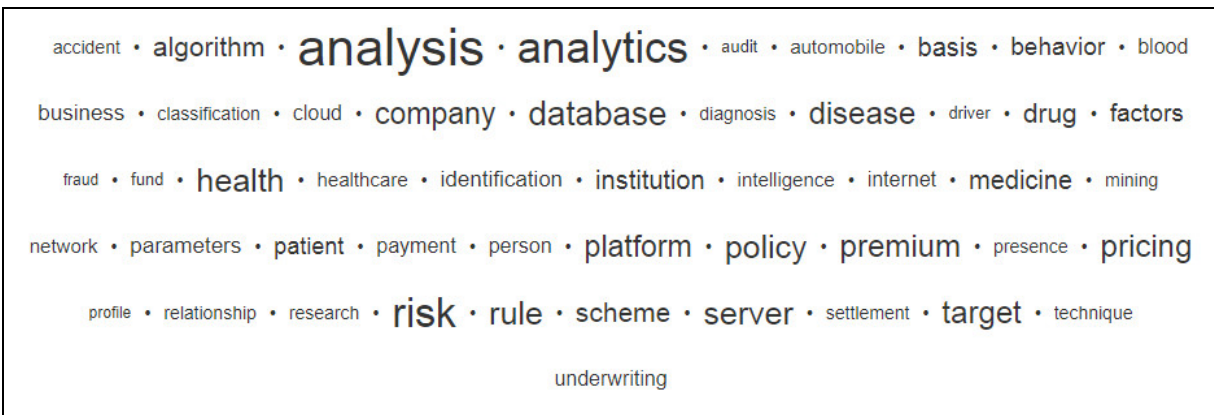 accident • algorithm • analysis • analytics • audit • automobile • basis • behavior • blood
business • classification • cloud • company • database • diagnosis • disease • driver • drug • factors
fraud • fund • health • healthcare • identification • institution • intelligence • internet • medicine • mining
network • parameters • patient • payment • person • platform • policy • premium • presence • pricing
profile • relationship • research • risk • rule • scheme • server • settlement • target • technique
underwriting